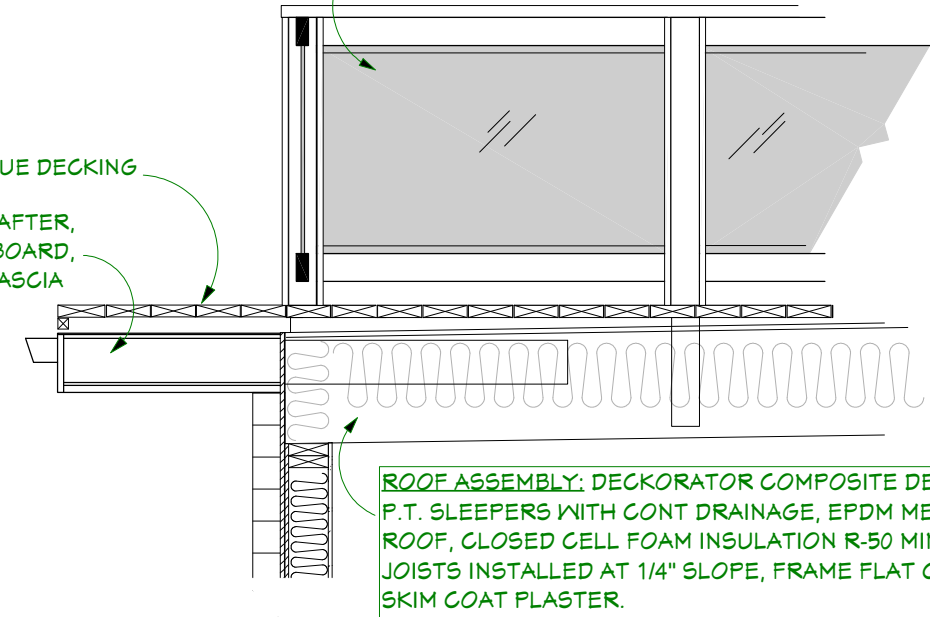 UE DECKING
AFTER,
BOARD,
ASCIA
ROOF ASSEMBLY: DECKORATOR COMPOSITE DE
P.T. SLEEPERS WITH CONT DRAINAGE, EPDM ME
ROOF, CLOSED CELL FOAM INSULATION R-50 MIN
JOISTS INSTALLED AT 1/4" SLOPE, FRAME FLAT C
SKIM COAT PLASTER.